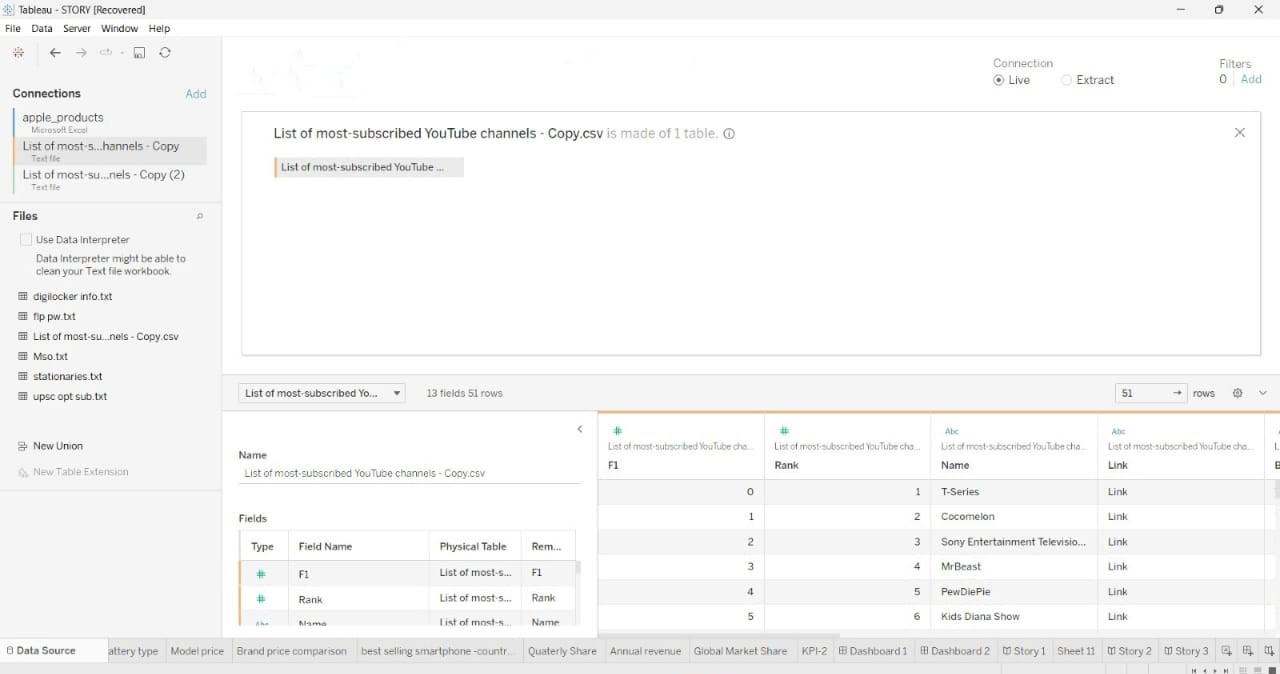 Tableau - STORY [Recovered]
File Data Server Window Help
Connections Add
apple_products
Microsoft Excel
List of most-s...hannels - Copy
Text file
List of most-su...nels - Copy (2)
Text file
Files
Use Data Interpreter
Data Interpreter might be able to
clean your Text file workbook.
digilocker info.txt
flp pw.txt
List of most-su...nels - Copy.csv
Mso.txt
stationaries.txt
upsc opt sub.txt
New Union
New Table Extension
Connection
Live Extract
Filters
0 Add
List of most-subscribed YouTube channels - Copy.csv is made of 1 table.
List of most-subscribed YouTube ...
List of most-subscribed Yo... 13 fields 51 rows
51 rows
Name
List of most-subscribed YouTube channels - Copy.csv
Fields
Type Field Name Physical Table Rem...
F1 List of most-s... F1
Rank List of most-s... Rank
Abc Name List of most-s... Name
Abc Abc
List of most-subscribed YouTube cha... List of most-subscribed YouTube cha... List of most-subscribed YouTube cha... List of most-subscribed YouTube cha...
F1 Rank Name Link
0 1 T-Series Link
1 2 Cocomelon Link
2 3 Sony Entertainment Televisio... Link
3 4 MrBeast Link
4 5 PewDiePie Link
5 6 Kids Diana Show Link
Data Source attery type Model price Brand price comparison best selling smartphone -countr... Quaterly Share Annual revenue Global Market Share KPI-2 Dashboard 1 Dashboard 2 Story 1 Sheet 11 Story 2 Story 3